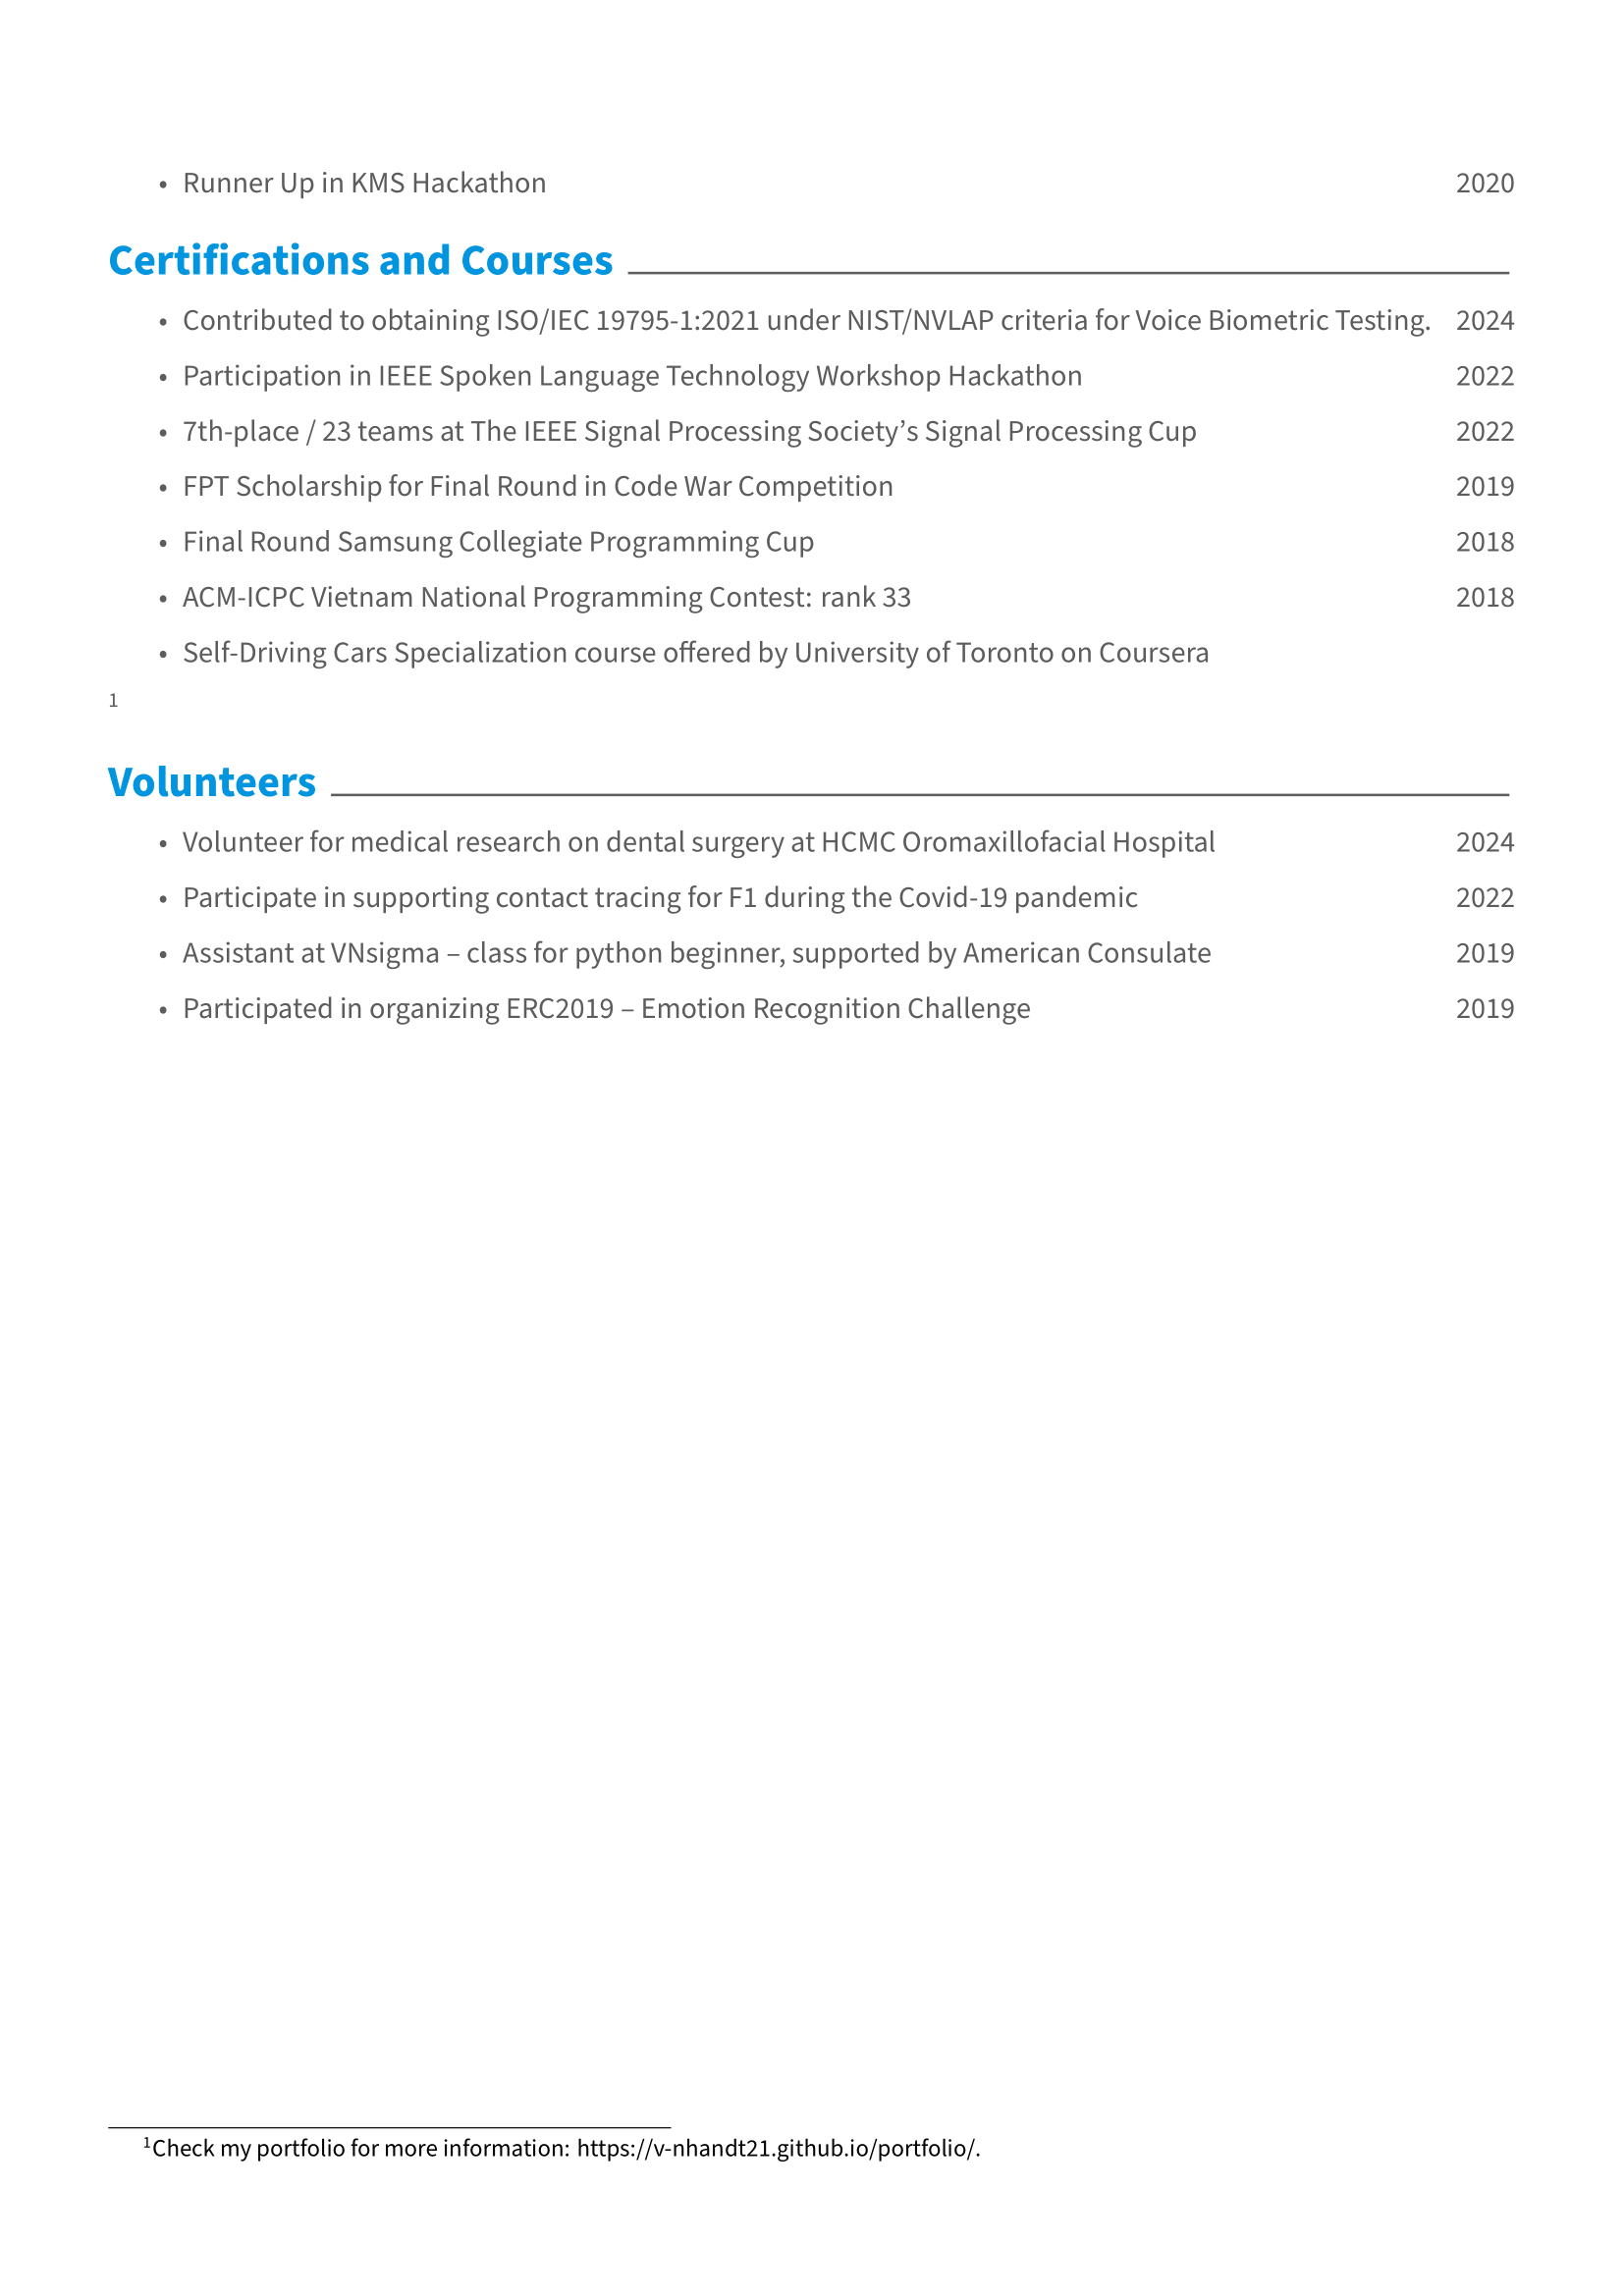 • Runner Up in KMS Hackathon 2020
Certifications and Courses
• Contributed to obtaining ISO/IEC 19795-1:2021 under NIST/NVLAP criteria for Voice Biometric Testing. 2024
• Participation in IEEE Spoken Language Technology Workshop Hackathon 2022
• 7th-place / 23 teams at The IEEE Signal Processing Society’s Signal Processing Cup 2022
• FPT Scholarship for Final Round in Code War Competition 2019
• Final Round Samsung Collegiate Programming Cup 2018
• ACM-ICPC Vietnam National Programming Contest: rank 33 2018
• Self-Driving Cars Specialization course offered by University of Toronto on Coursera
1
Volunteers
• Volunteer for medical research on dental surgery at HCMC Oromaxillofacial Hospital 2024
• Participate in supporting contact tracing for F1 during the Covid-19 pandemic 2022
• Assistant at VNsigma – class for python beginner, supported by American Consulate 2019
• Participated in organizing ERC2019 – Emotion Recognition Challenge 2019
1Check my portfolio for more information: https://v-nhandt21.github.io/portfolio/.